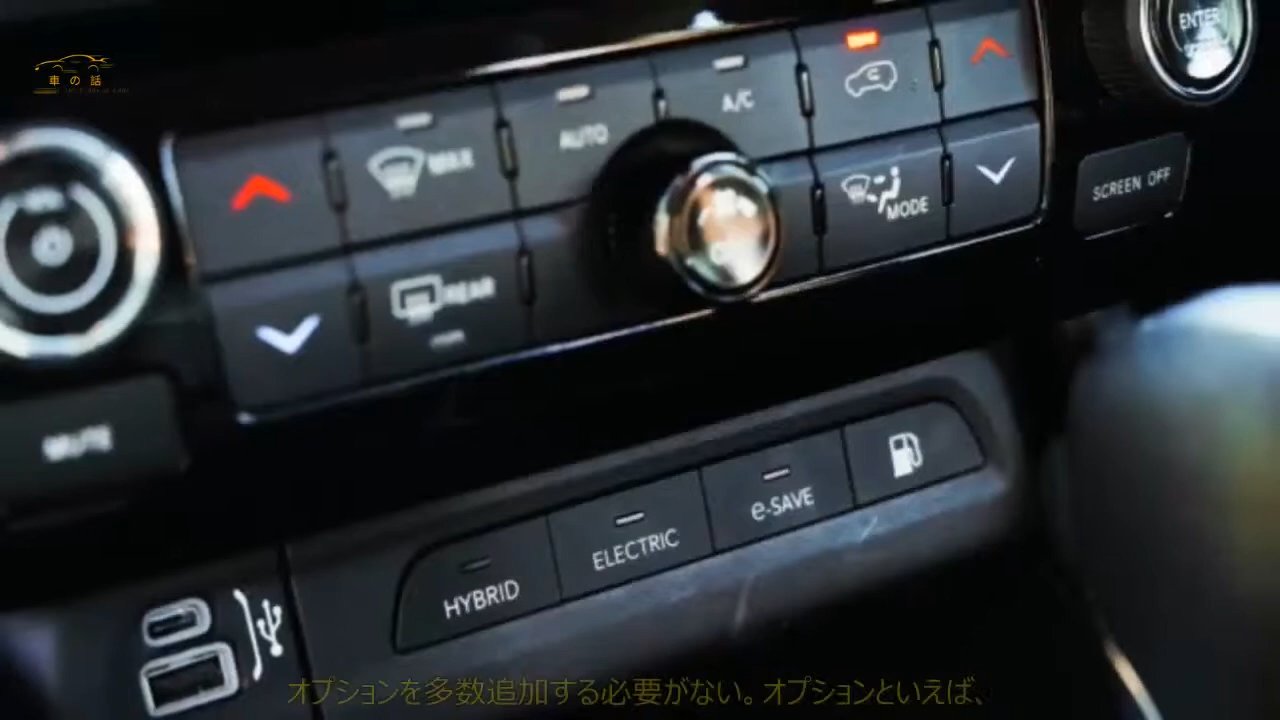 車の話
MAX
AUTO
A/C
ENTER
MODE
SCREEN OFF
REAR
MUTE
HYBRID
ELECTRIC
e-SAVE
オプションを多数追加する必要がない。オプションといえば、